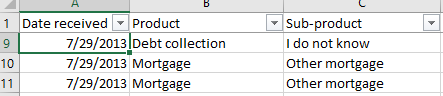 A B C
1 Date received Product Sub-product
9 7/29/2013 Debt collection I do not know
10 7/29/2013 Mortgage Other mortgage
11 7/29/2013 Mortgage Other mortgage